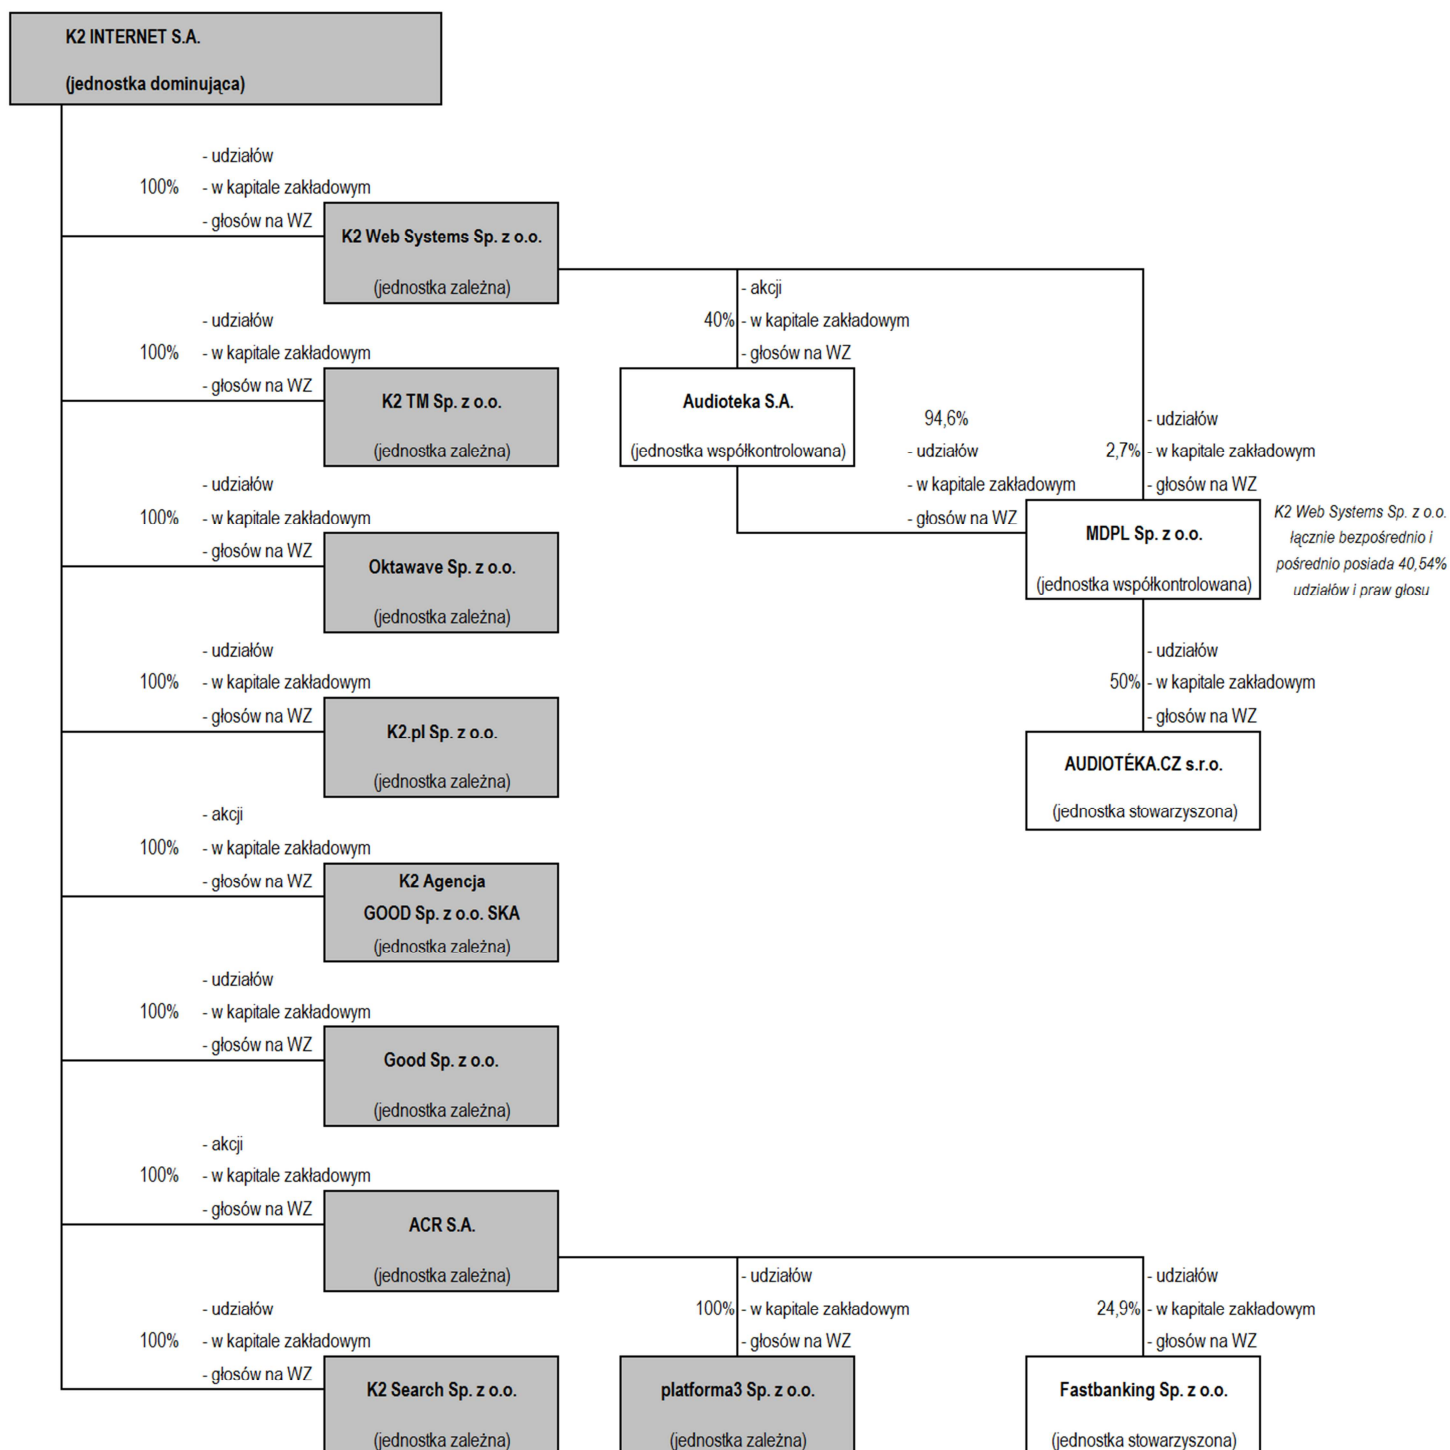 K2 INTERNET S.A.
(jednostka dominująca)
- udziałów
100% - w kapitale zakładowym
- głosów na WZ
K2 Web Systems Sp. z o.o.
(jednostka zależna)
- akcji
40% - w kapitale zakładowym
- głosów na WZ
- udziałów
100% - w kapitale zakładowym
- głosów na WZ
K2 TM Sp. z o.o.
(jednostka zależna)
Audioteka S.A.
(jednostka współkontrolowana)
94,6%
- udziałów
- w kapitale zakładowym
- głosów na WZ
- udziałów
2,7% - w kapitale zakładowym
- głosów na WZ
MDPL Sp. z o.o.
(jednostka współkontrolowana)
K2 Web Systems Sp. z o.o.
łącznie bezpośrednio i
pośrednio posiada 40,54%
udziałów i praw głosu
- udziałów
100% - w kapitale zakładowym
- głosów na WZ
Oktawave Sp. z o.o.
(jednostka zależna)
- udziałów
50% - w kapitale zakładowym
- głosów na WZ
AUDIOTÉKA.CZ s.r.o.
(jednostka stowarzyszona)
- udziałów
100% - w kapitale zakładowym
- głosów na WZ
K2.pl Sp. z o.o.
(jednostka zależna)
- akcji
100% - w kapitale zakładowym
- głosów na WZ
K2 Agencja
GOOD Sp. z o.o. SKA
(jednostka zależna)
- udziałów
100% - w kapitale zakładowym
- głosów na WZ
Good Sp. z o.o.
(jednostka zależna)
- akcji
100% - w kapitale zakładowym
- głosów na WZ
ACR S.A.
(jednostka zależna)
- udziałów
100% - w kapitale zakładowym
- głosów na WZ
K2 Search Sp. z o.o.
(jednostka zależna)
- udziałów
100% - w kapitale zakładowym
- głosów na WZ
platforma3 Sp. z o.o.
(jednostka zależna)
- udziałów
24,9% - w kapitale zakładowym
- głosów na WZ
Fastbanking Sp. z o.o.
(jednostka stowarzyszona)